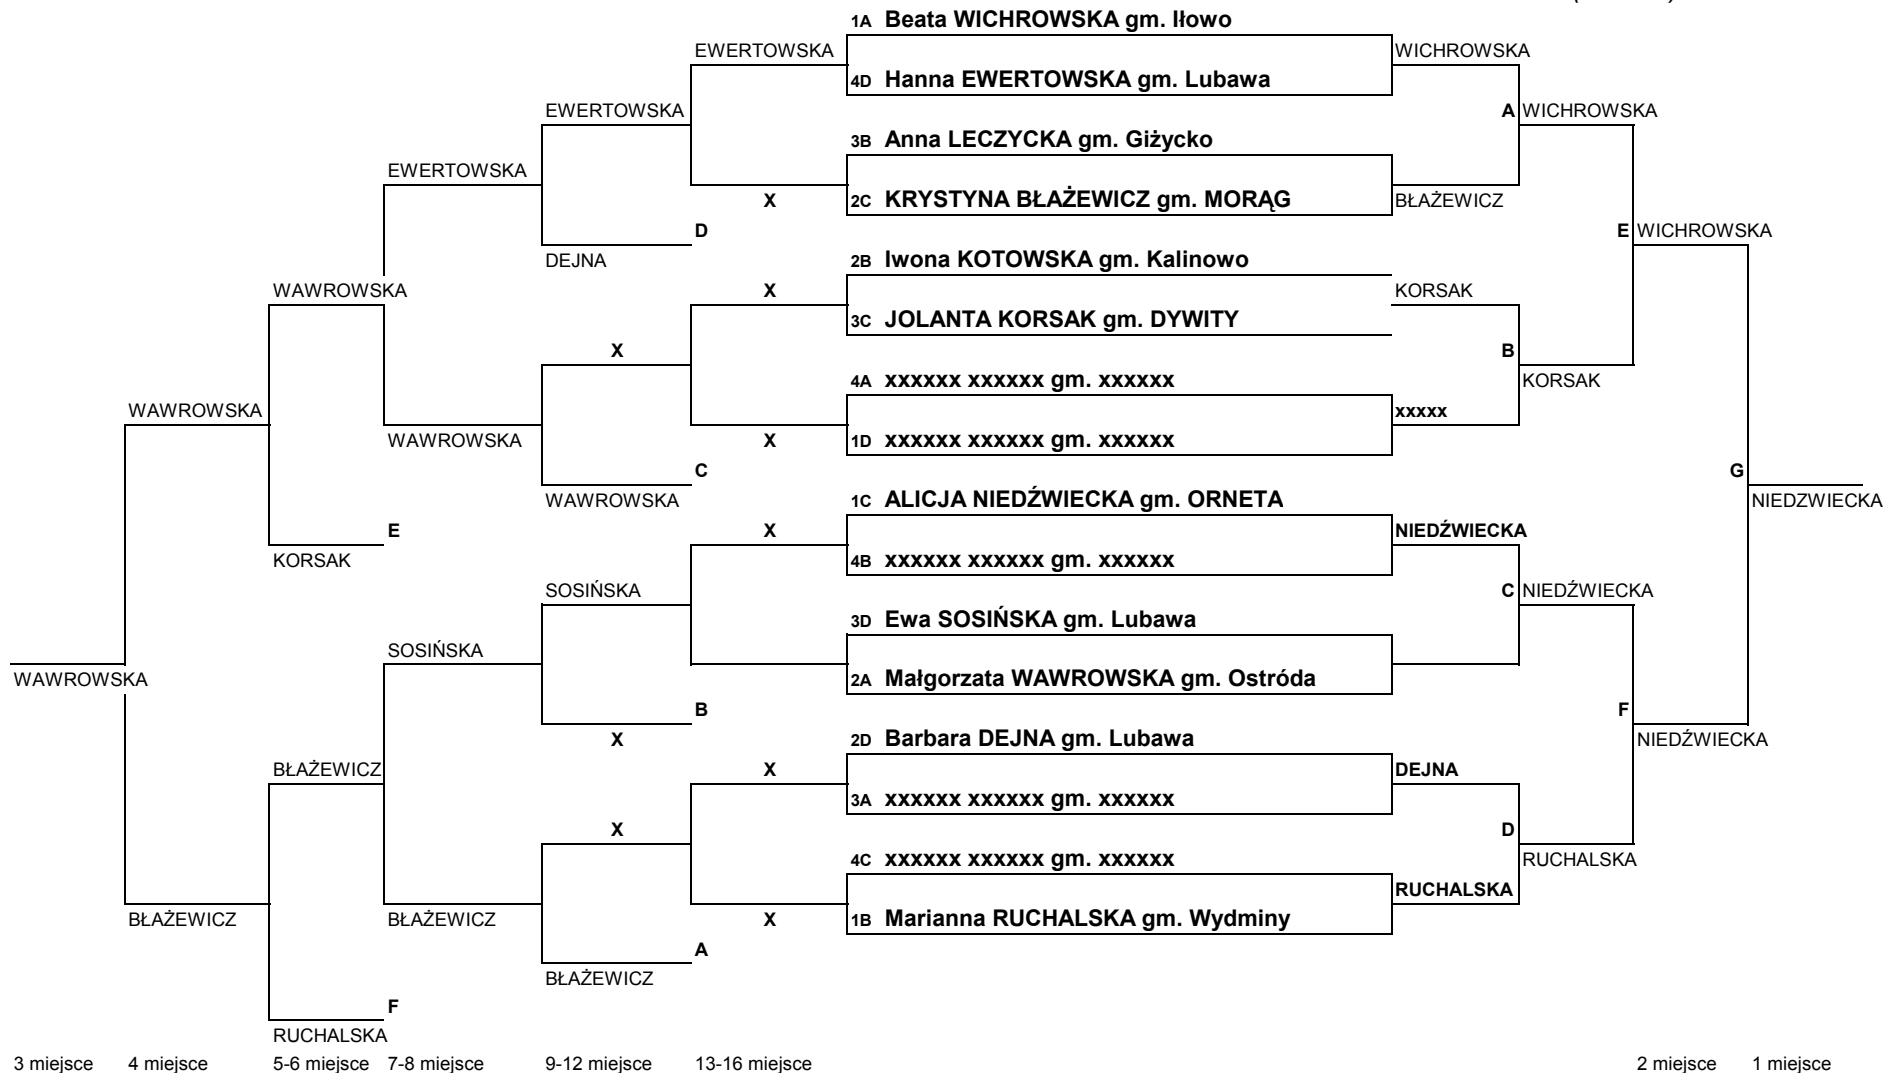 1A Beata WICHROWSKA gm. Iłowo
EWERTOWSKA WICHROWSKA
4D Hanna EWERTOWSKA gm. Lubawa
EWERTOWSKA A WICHROWSKA
3B Anna LECZYCKA gm. Giżycko
EWERTOWSKA
X 2C KRYSTYNA BŁAŻEWICZ gm. MORĄG BŁAŻEWICZ
D E WICHROWSKA
DEJNA 2B Iwona KOTOWSKA gm. Kalinowo
WAWROWSKA X KORSAK
3C JOLANTA KORSAK gm. DYWITY
X B
4A xxxxxx xxxxxx gm. xxxxxx KORSAK
WAWROWSKA xxxxx
WAWROWSKA X 1D xxxxxx xxxxxx gm. xxxxxx
C G
WAWROWSKA 1C ALICJA NIEDŹWIECKA gm. ORNETA NIEDZWIECKA
E X NIEDŹWIECKA
KORSAK 4B xxxxxx xxxxxx gm. xxxxxx
SOSIŃSKA C NIEDŹWIECKA
3D Ewa SOSIŃSKA gm. Lubawa
SOSIŃSKA
WAWROWSKA 2A Małgorzata WAWROWSKA gm. Ostróda
B F
X 2D Barbara DEJNA gm. Lubawa NIEDŹWIECKA
BŁAŻEWICZ X DEJNA
3A xxxxxx xxxxxx gm. xxxxxx
X D
4C xxxxxx xxxxxx gm. xxxxxx RUCHALSKA
RUCHALSKA
BŁAŻEWICZ BŁAŻEWICZ X 1B Marianna RUCHALSKA gm. Wydminy
A
BŁAŻEWICZ
F
RUCHALSKA
3 miejsce 4 miejsce 5-6 miejsce 7-8 miejsce 9-12 miejsce 13-16 miejsce 2 miejsce 1 miejsce